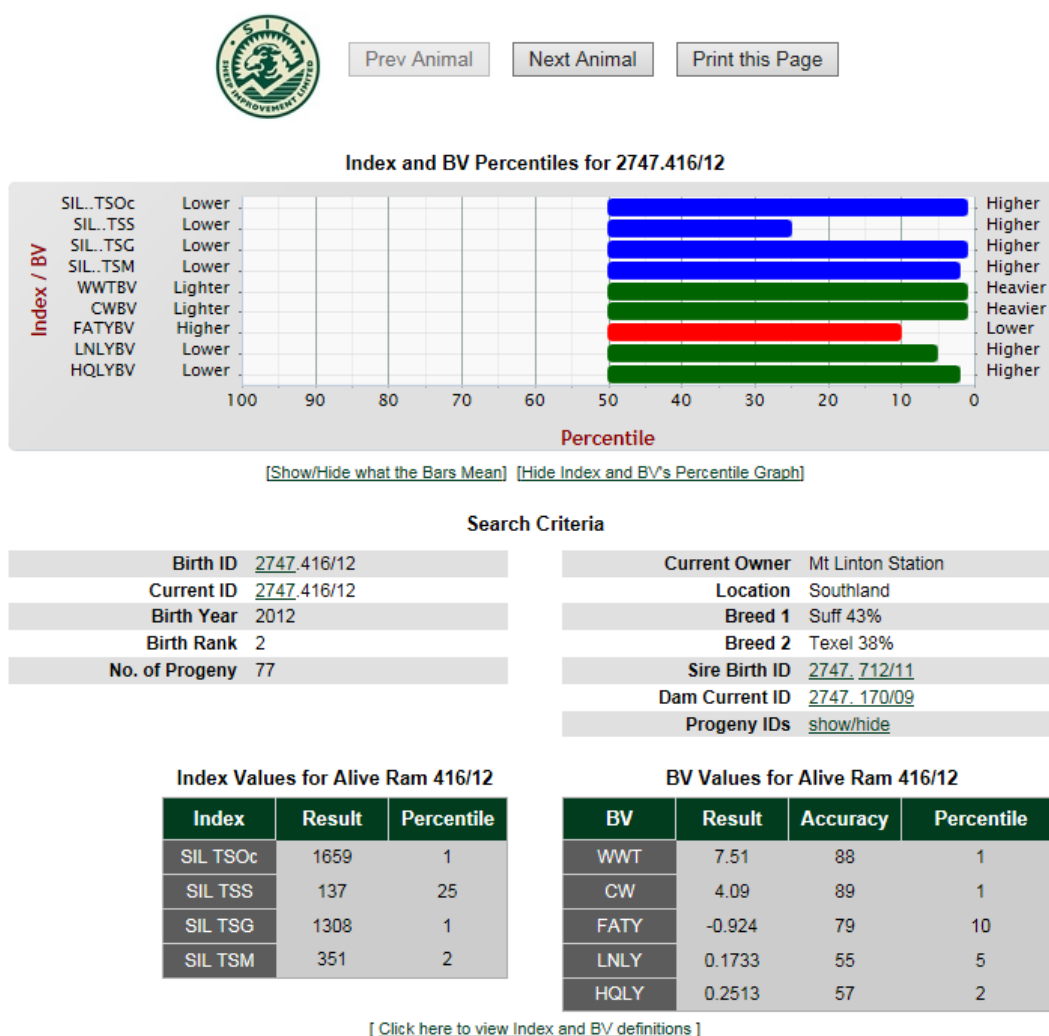 · S I L ·
SHEEP IMPROVEMENT LIMITED
Prev Animal Next Animal Print this Page
Index and BV Percentiles for 2747.416/12
Index / BV
SIL..TSOc Lower Higher
SIL..TSS Lower Higher
SIL..TSG Lower Higher
SIL..TSM Lower Higher
WWTBV Lighter Heavier
CWBV Lighter Heavier
FATYBV Higher Lower
LNLYBV Lower Higher
HQLYBV Lower Higher
100 90 80 70 60 50 40 30 20 10 0
Percentile
[Show/Hide what the Bars Mean] [Hide Index and BV's Percentile Graph]
Search Criteria
Birth ID 2747.416/12
Current ID 2747.416/12
Birth Year 2012
Birth Rank 2
No. of Progeny 77
Current Owner Mt Linton Station
Location Southland
Breed 1 Suff 43%
Breed 2 Texel 38%
Sire Birth ID 2747. 712/11
Dam Current ID 2747. 170/09
Progeny IDs show/hide
Index Values for Alive Ram 416/12
Index Result Percentile
SIL TSOc 1659 1
SIL TSS 137 25
SIL TSG 1308 1
SIL TSM 351 2
BV Values for Alive Ram 416/12
BV Result Accuracy Percentile
WWT 7.51 88 1
CW 4.09 89 1
FATY -0.924 79 10
LNLY 0.1733 55 5
HQLY 0.2513 57 2
[ Click here to view Index and BV definitions ]